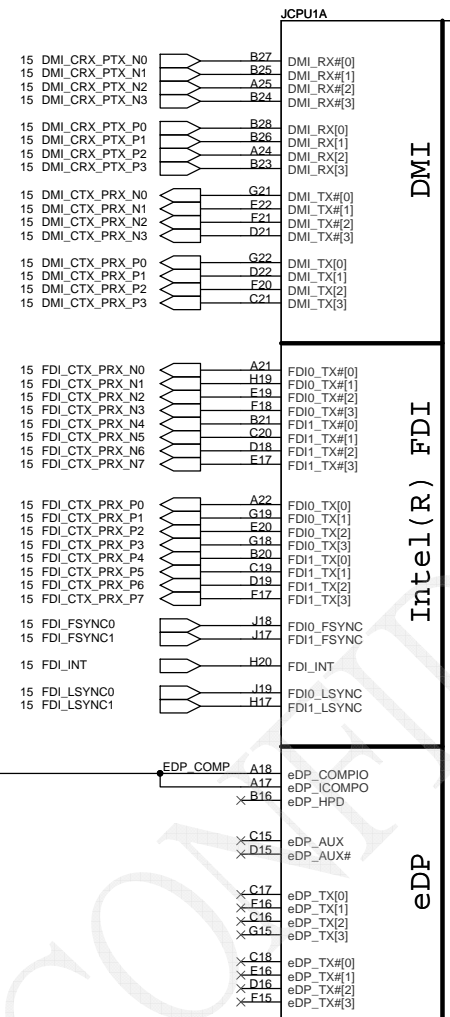 JCPU1A
15 DMI_CRX_PTX_N0 B27 DMI_RX#[0]
15 DMI_CRX_PTX_N1 B25 DMI_RX#[1]
15 DMI_CRX_PTX_N2 A25 DMI_RX#[2]
15 DMI_CRX_PTX_N3 B24 DMI_RX#[3]
15 DMI_CRX_PTX_P0 B28 DMI_RX[0]
15 DMI_CRX_PTX_P1 B26 DMI_RX[1]
15 DMI_CRX_PTX_P2 A24 DMI_RX[2]
15 DMI_CRX_PTX_P3 B23 DMI_RX[3]
DMI
15 DMI_CTX_PRX_N0 G21 DMI_TX#[0]
15 DMI_CTX_PRX_N1 E22 DMI_TX#[1]
15 DMI_CTX_PRX_N2 F21 DMI_TX#[2]
15 DMI_CTX_PRX_N3 D21 DMI_TX#[3]
15 DMI_CTX_PRX_P0 G22 DMI_TX[0]
15 DMI_CTX_PRX_P1 D22 DMI_TX[1]
15 DMI_CTX_PRX_P2 F20 DMI_TX[2]
15 DMI_CTX_PRX_P3 C21 DMI_TX[3]
15 FDI_CTX_PRX_N0 A21 FDI0_TX#[0]
15 FDI_CTX_PRX_N1 H19 FDI0_TX#[1]
15 FDI_CTX_PRX_N2 E19 FDI0_TX#[2]
15 FDI_CTX_PRX_N3 F18 FDI0_TX#[3]
15 FDI_CTX_PRX_N4 B21 FDI1_TX#[0]
15 FDI_CTX_PRX_N5 C20 FDI1_TX#[1]
15 FDI_CTX_PRX_N6 D18 FDI1_TX#[2]
15 FDI_CTX_PRX_N7 E17 FDI1_TX#[3]
Intel(R) FDI
15 FDI_CTX_PRX_P0 A22 FDI0_TX[0]
15 FDI_CTX_PRX_P1 G19 FDI0_TX[1]
15 FDI_CTX_PRX_P2 E20 FDI0_TX[2]
15 FDI_CTX_PRX_P3 G18 FDI0_TX[3]
15 FDI_CTX_PRX_P4 B20 FDI1_TX[0]
15 FDI_CTX_PRX_P5 C19 FDI1_TX[1]
15 FDI_CTX_PRX_P6 D19 FDI1_TX[2]
15 FDI_CTX_PRX_P7 F17 FDI1_TX[3]
15 FDI_FSYNC0 J18 FDI0_FSYNC
15 FDI_FSYNC1 J17 FDI1_FSYNC
15 FDI_INT H20 FDI_INT
15 FDI_LSYNC0 J19 FDI0_LSYNC
15 FDI_LSYNC1 H17 FDI1_LSYNC
EDP_COMP A18 eDP_COMPIO
A17 eDP_ICOMPO
B16 eDP_HPD
C15 eDP_AUX
D15 eDP_AUX#
eDP
C17 eDP_TX[0]
F16 eDP_TX[1]
C16 eDP_TX[2]
G15 eDP_TX[3]
C18 eDP_TX#[0]
E16 eDP_TX#[1]
D16 eDP_TX#[2]
F15 eDP_TX#[3]